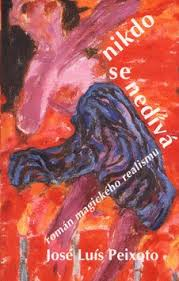 nikdo
se
nedívá
román magického realismu
José Luís Peixoto